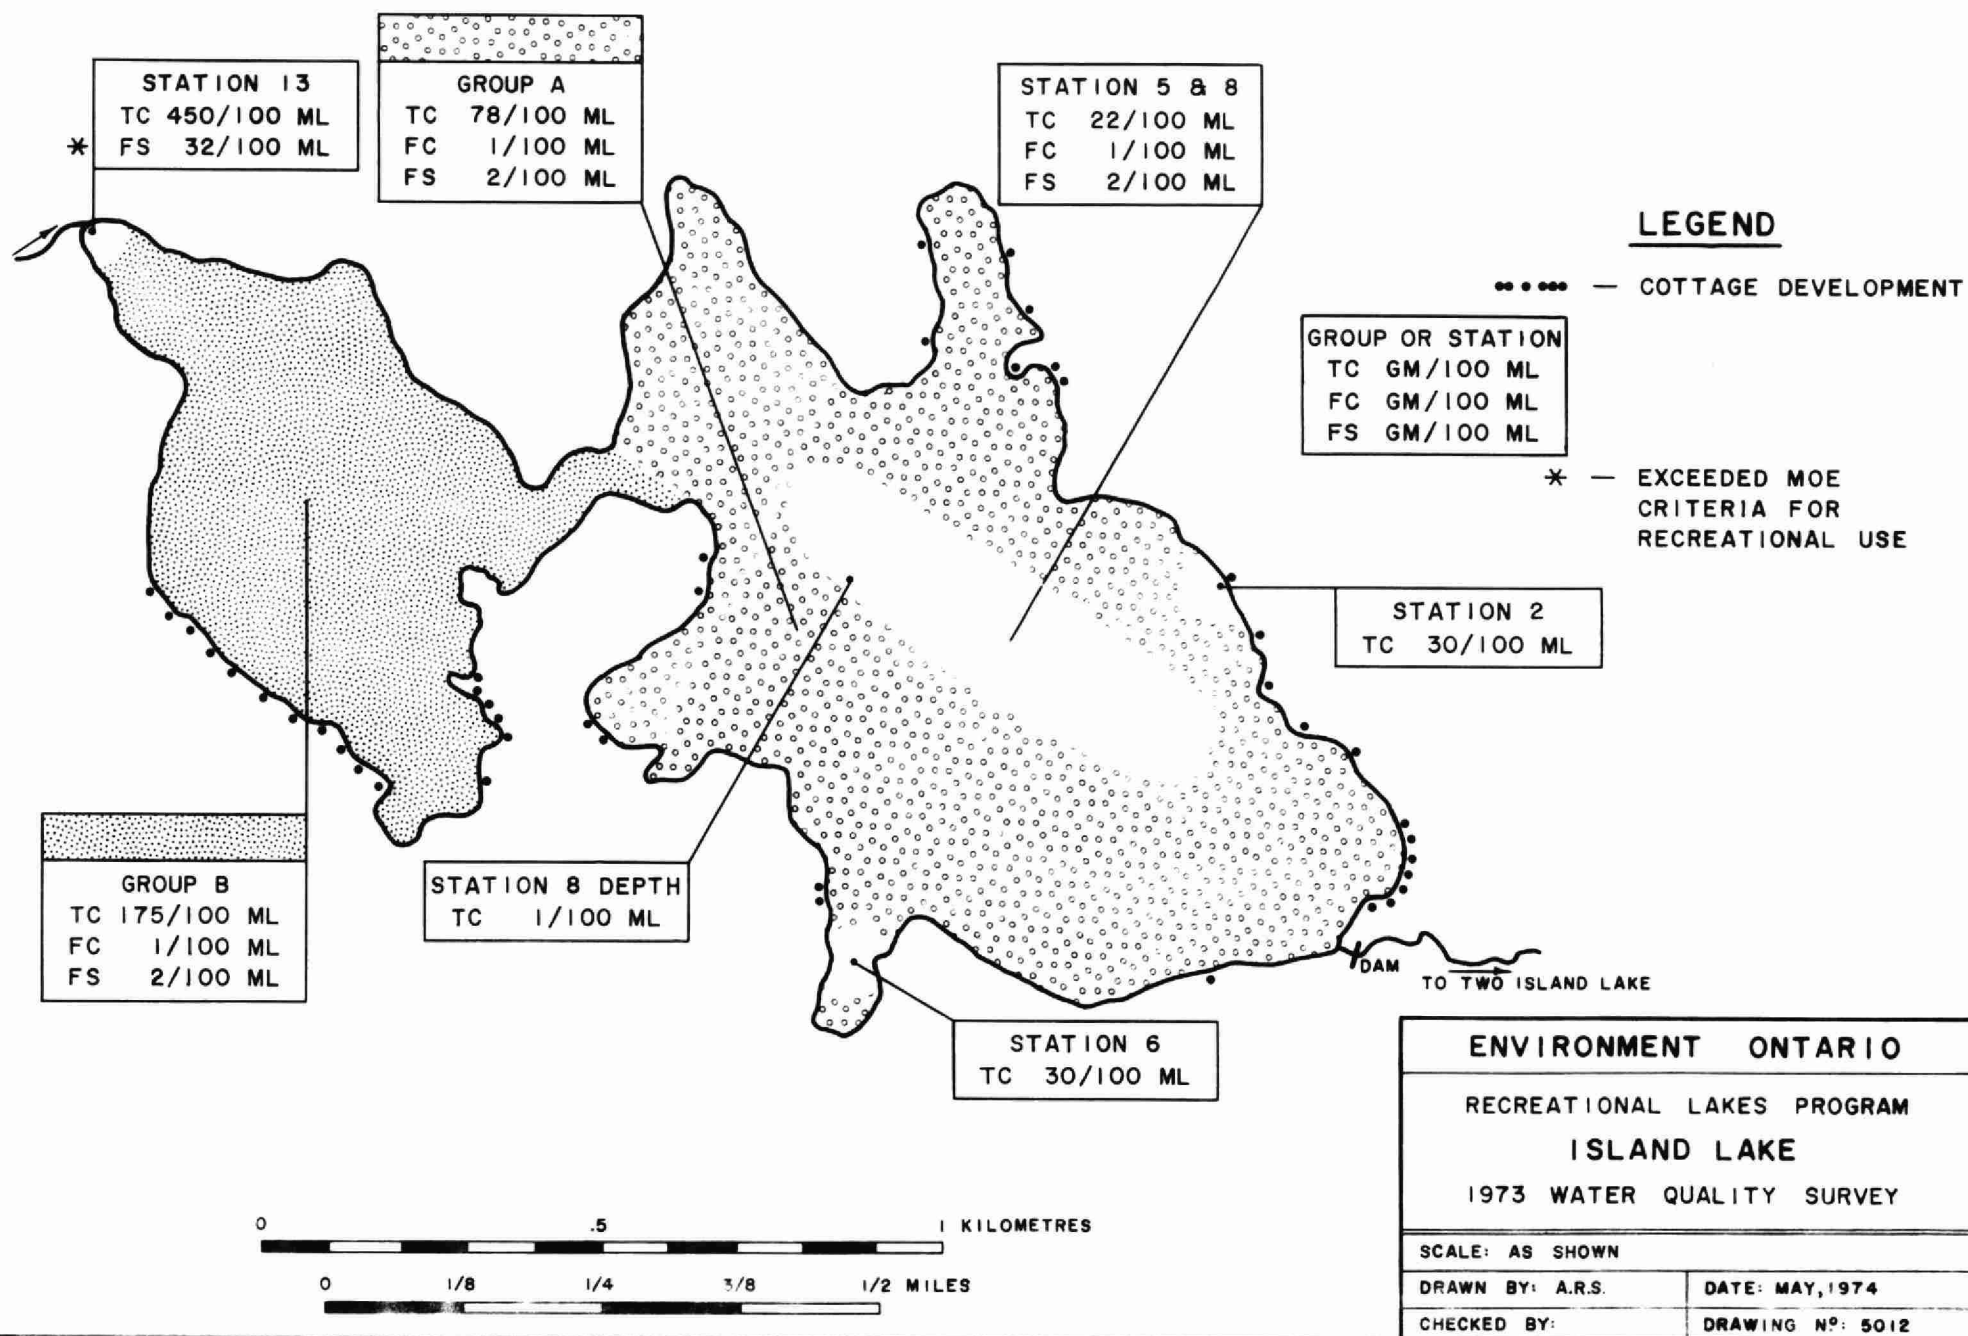 STATION 13
TC 450/100 ML
* FS 32/100 ML
GROUP A
TC 78/100 ML
FC 1/100 ML
FS 2/100 ML
STATION 5 & 8
TC 22/100 ML
FC 1/100 ML
FS 2/100 ML
LEGEND
— COTTAGE DEVELOPMENT
GROUP OR STATION
TC GM/100 ML
FC GM/100 ML
FS GM/100 ML
* — EXCEEDED MOE
CRITERIA FOR
RECREATIONAL USE
STATION 2
TC 30/100 ML
GROUP B
TC 175/100 ML
FC 1/100 ML
FS 2/100 ML
STATION 8 DEPTH
TC 1/100 ML
DAM
TO TWO ISLAND LAKE
STATION 6
TC 30/100 ML
0 .5 1 KILOMETRES
0 1/8 1/4 3/8 1/2 MILES
ENVIRONMENT ONTARIO
RECREATIONAL LAKES PROGRAM
ISLAND LAKE
1973 WATER QUALITY SURVEY
SCALE: AS SHOWN
DRAWN BY: A.R.S.
DATE: MAY, 1974
CHECKED BY:
DRAWING Nº: 5012